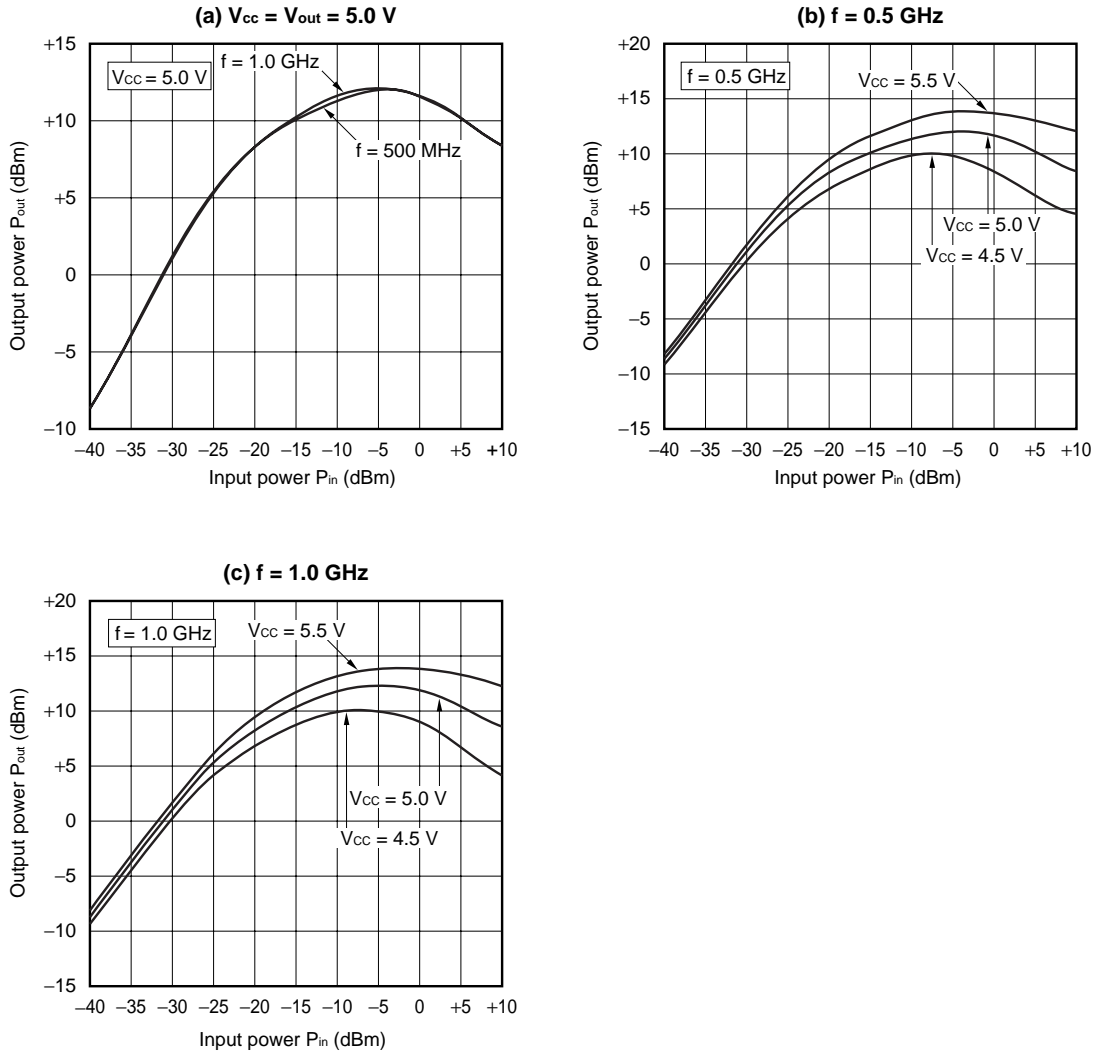 (a) Vcc = Vout = 5.0 V
+15
+10
+5
0
−5
−10
Output power Pout (dBm)
VCC = 5.0 V
f = 1.0 GHz
f = 500 MHz
−40 −35 −30 −25 −20 −15 −10 −5 0 +5 +10
Input power Pin (dBm)
(b) f = 0.5 GHz
+20
+15
+10
+5
0
−5
−10
−15
Output power Pout (dBm)
f = 0.5 GHz
VCC = 5.5 V
VCC = 5.0 V
VCC = 4.5 V
−40 −35 −30 −25 −20 −15 −10 −5 0 +5 +10
Input power Pin (dBm)
(c) f = 1.0 GHz
+20
+15
+10
+5
0
−5
−10
−15
Output power Pout (dBm)
f = 1.0 GHz
VCC = 5.5 V
VCC = 5.0 V
VCC = 4.5 V
−40 −35 −30 −25 −20 −15 −10 −5 0 +5 +10
Input power Pin (dBm)